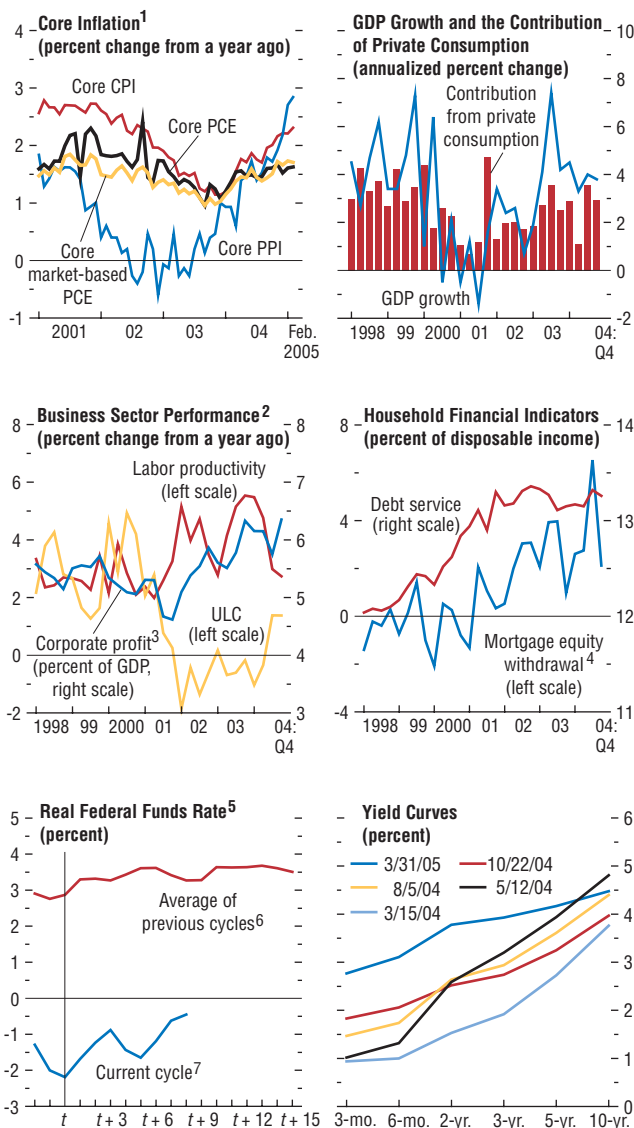 Core Inflation1
(percent change from a year ago)
4
3
2
1
0
-1
Core CPI
Core PCE
Core
market-based
PCE
Core PPI
2001 02 03 04 Feb.
2005
GDP Growth and the Contribution
of Private Consumption
(annualized percent change)
10
8
6
4
2
0
-2
Contribution
from private
consumption
GDP growth
1998 99 2000 01 02 03 04:
Q4
Business Sector Performance2
(percent change from a year ago)
8
6
4
2
0
-2
8
7
6
5
4
3
Labor productivity
(left scale)
ULC
(left scale)
Corporate profit3
(percent of GDP,
right scale)
1998 99 2000 01 02 03 04:
Q4
Household Financial Indicators
(percent of disposable income)
8
4
0
-4
14
13
12
11
Debt service
(right scale)
Mortgage equity
withdrawal4
(left scale)
1998 99 2000 01 02 03 04:
Q4
Real Federal Funds Rate5
(percent)
5
4
3
2
1
0
-1
-2
-3
Average of
previous cycles6
Current cycle7
t t + 3 t + 6 t + 9 t + 12 t + 15
Yield Curves
(percent)
6
5
4
3
2
1
0
3/31/05 10/22/04
8/5/04 5/12/04
3/15/04
3-mo. 6-mo. 2-yr. 3-yr. 5-yr. 10-yr.